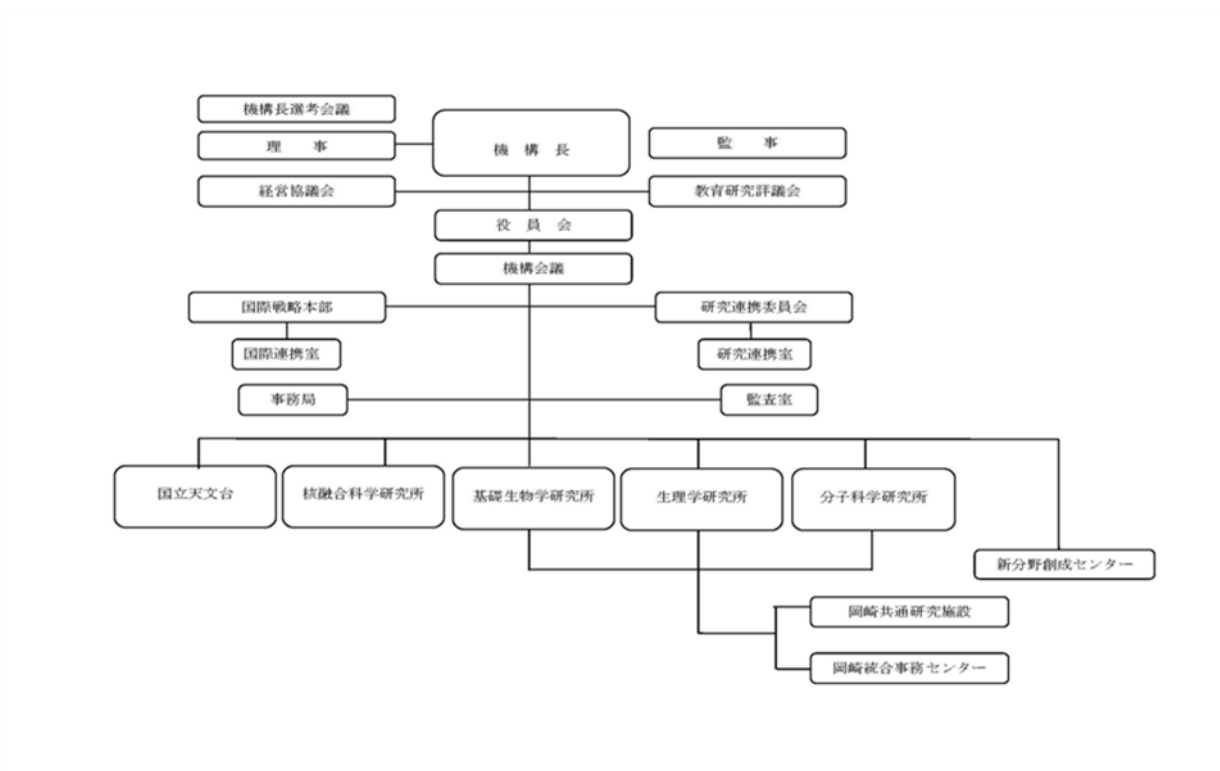 機構長選考会議
理　事
機　構　長
監　事
経営協議会
教育研究評議会
役　員　会
機構会議
国際戦略本部
研究連携委員会
国際連携室
研究連携室
事務局
監査室
国立天文台
核融合科学研究所
基礎生物学研究所
生理学研究所
分子科学研究所
新分野創成センター
岡崎共通研究施設
岡崎統合事務センター